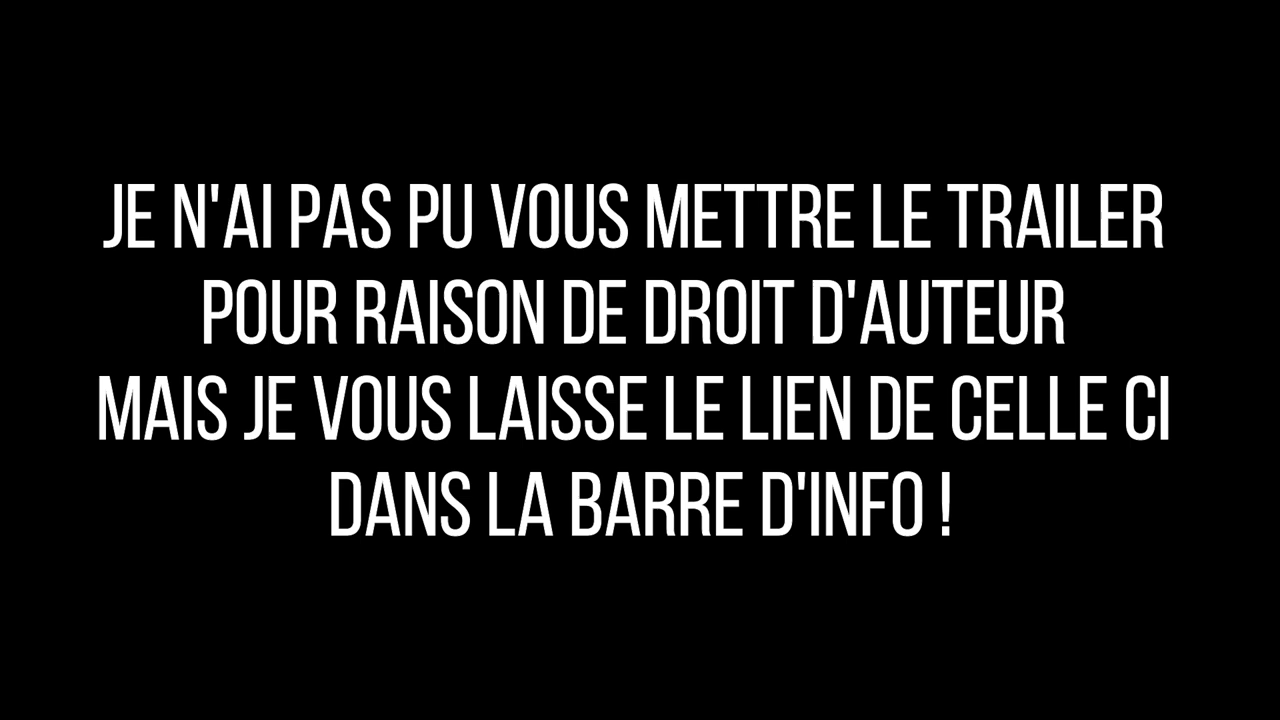 JE N'AI PAS PU VOUS METTRE LE TRAILER
POUR RAISON DE DROIT D'AUTEUR
MAIS JE VOUS LAISSE LE LIEN DE CELLE CI
DANS LA BARRE D'INFO !